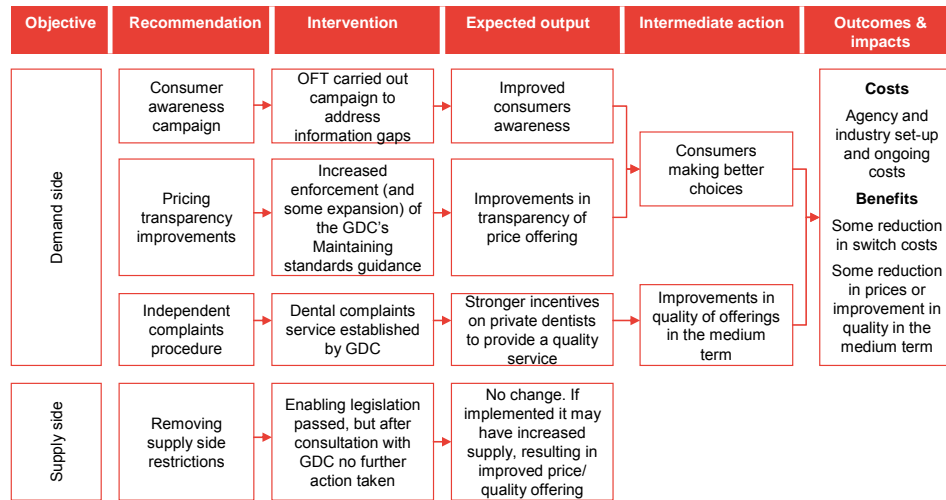 Objective
Recommendation
Intervention
Expected output
Intermediate action
Outcomes &
impacts
Demand side
Consumer
awareness
campaign
OFT carried out
campaign to
address
information gaps
Improved
consumers
awareness
Pricing
transparency
improvements
Increased
enforcement (and
some expansion) of
the GDC's
Maintaining
standards guidance
Improvements in
transparency of
price offering
Consumers
making better
choices
Independent
complaints
procedure
Dental complaints
service established
by GDC
Stronger incentives
on private dentists
to provide a quality
service
Improvements in
quality of offerings
in the medium
term
Costs
Agency and
industry set-up
and ongoing
costs
Benefits
Some reduction
in switch costs
Some reduction
in prices or
improvement in
quality in the
medium term
Supply side
Removing
supply side
restrictions
Enabling legislation
passed, but after
consultation with
GDC no further
action taken
No change. If
implemented it may
have increased
supply, resulting in
improved price/
quality offering